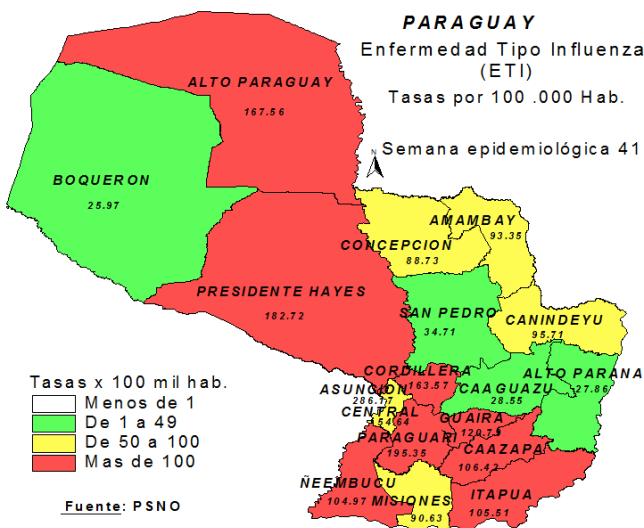 PARAGUAY
Enfermedad Tipo Influenza
(ETI)
Tasas por 100 .000 Hab.
N
Semana epidemiológica 41
ALTO PARAGUAY
167.56
BOQUERON
25.97
AMAMBAY
93.35
CONCEPCION
88.73
PRESIDENTE HAYES
182.72
SAN PEDRO
34.71
CANINDEYU
95.71
CORDILLERA
163.57
ALTO PARANA
27.86
CAAGUAZU
28.55
ASUNCION
286.17
CENTRAL
54.64
GUAIRA
PARAGUARI
195.35
CAAZAPA
106.42
ÑEEMBUCU
104.97
MISIONES
90.63
ITAPUA
105.51
Tasas x 100 mil hab.
Menos de 1
De 1 a 49
De 50 a 100
Mas de 100
Fuente: PSNO